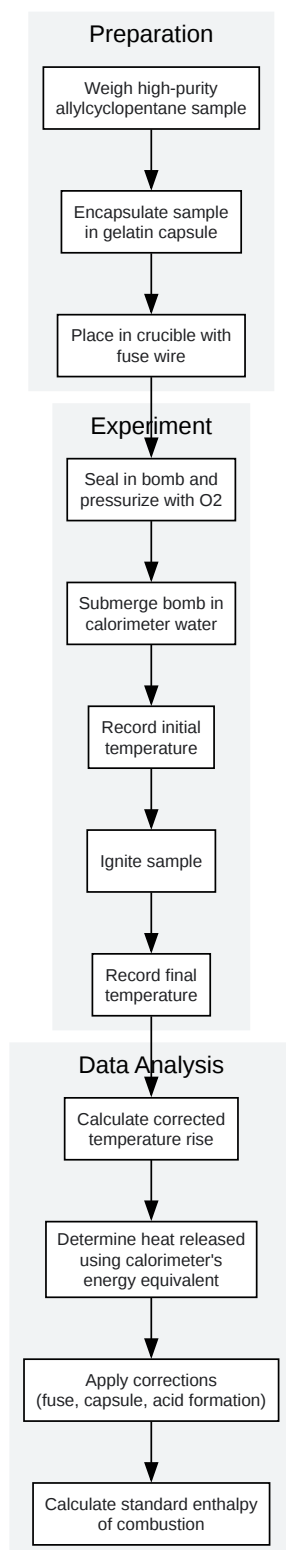 Preparation
Weigh high-purity
allylcyclopentane sample
Encapsulate sample
in gelatin capsule
Place in crucible with
fuse wire
Experiment
Seal in bomb and
pressurize with O2
Submerge bomb in
calorimeter water
Record initial
temperature
Ignite sample
Record final
temperature
Data Analysis
Calculate corrected
temperature rise
Determine heat released
using calorimeter's
energy equivalent
Apply corrections
(fuse, capsule, acid formation)
Calculate standard enthalpy
of combustion